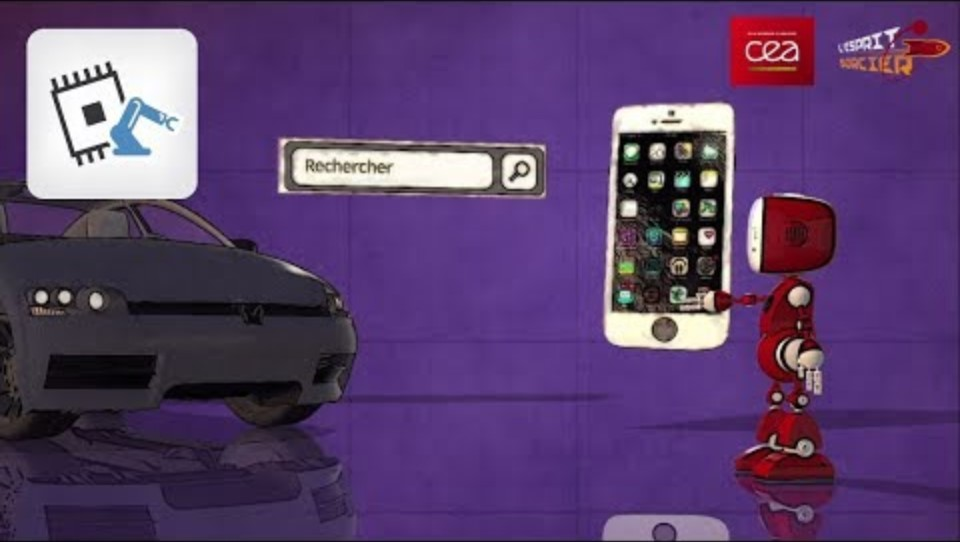 Rechercher
cea
L'ESPRIT
SORCIER